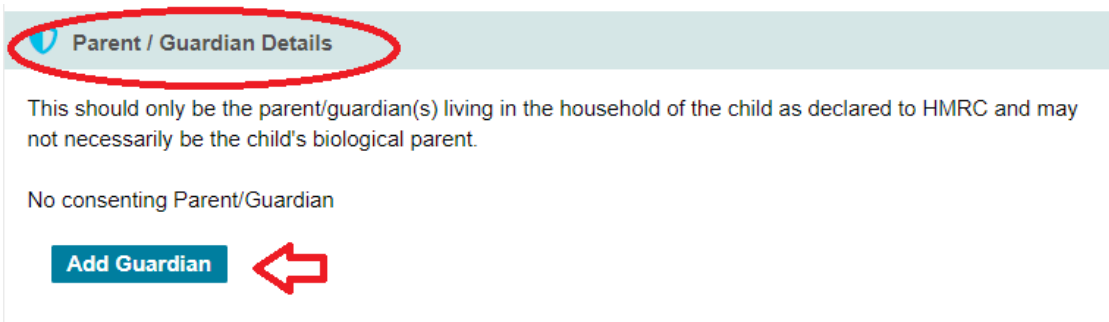 Parent / Guardian Details
This should only be the parent/guardian(s) living in the household of the child as declared to HMRC and may
not necessarily be the child's biological parent.
No consenting Parent/Guardian
Add Guardian